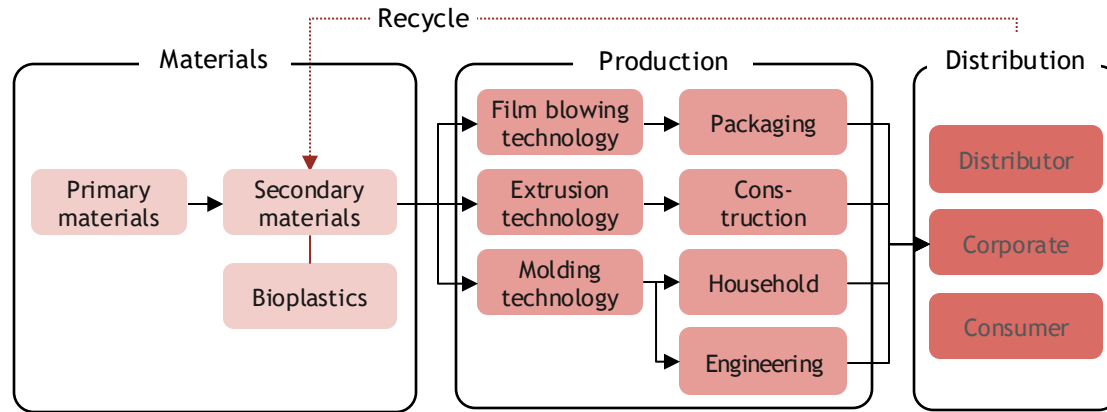 Recycle
Materials
Production
Distribution
Primary
materials
Secondary
materials
Bioplastics
Film blowing
technology
Extrusion
technology
Molding
technology
Packaging
Cons-
truction
Household
Engineering
Distributor
Corporate
Consumer